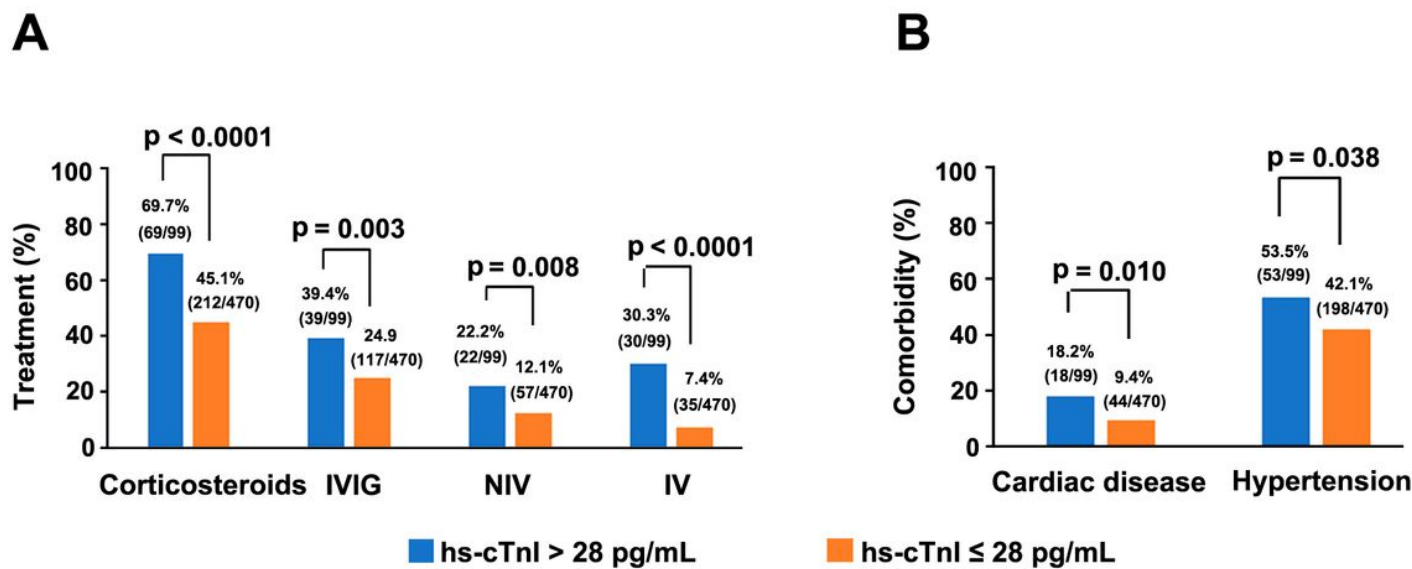 A
Treatment (%)
100
80
60
40
20
0
p < 0.0001
69.7%
(69/99)
45.1%
(212/470)
p = 0.003
39.4%
(39/99)
24.9
(117/470)
p = 0.008
22.2%
(22/99)
12.1%
(57/470)
p < 0.0001
30.3%
(30/99)
7.4%
(35/470)
Corticosteroids IVIG NIV IV
B
Comorbidity (%)
100
80
60
40
20
0
p = 0.010
18.2%
(18/99)
9.4%
(44/470)
p = 0.038
53.5%
(53/99)
42.1%
(198/470)
Cardiac disease Hypertension
hs-cTnI > 28 pg/mL
hs-cTnI ≤ 28 pg/mL